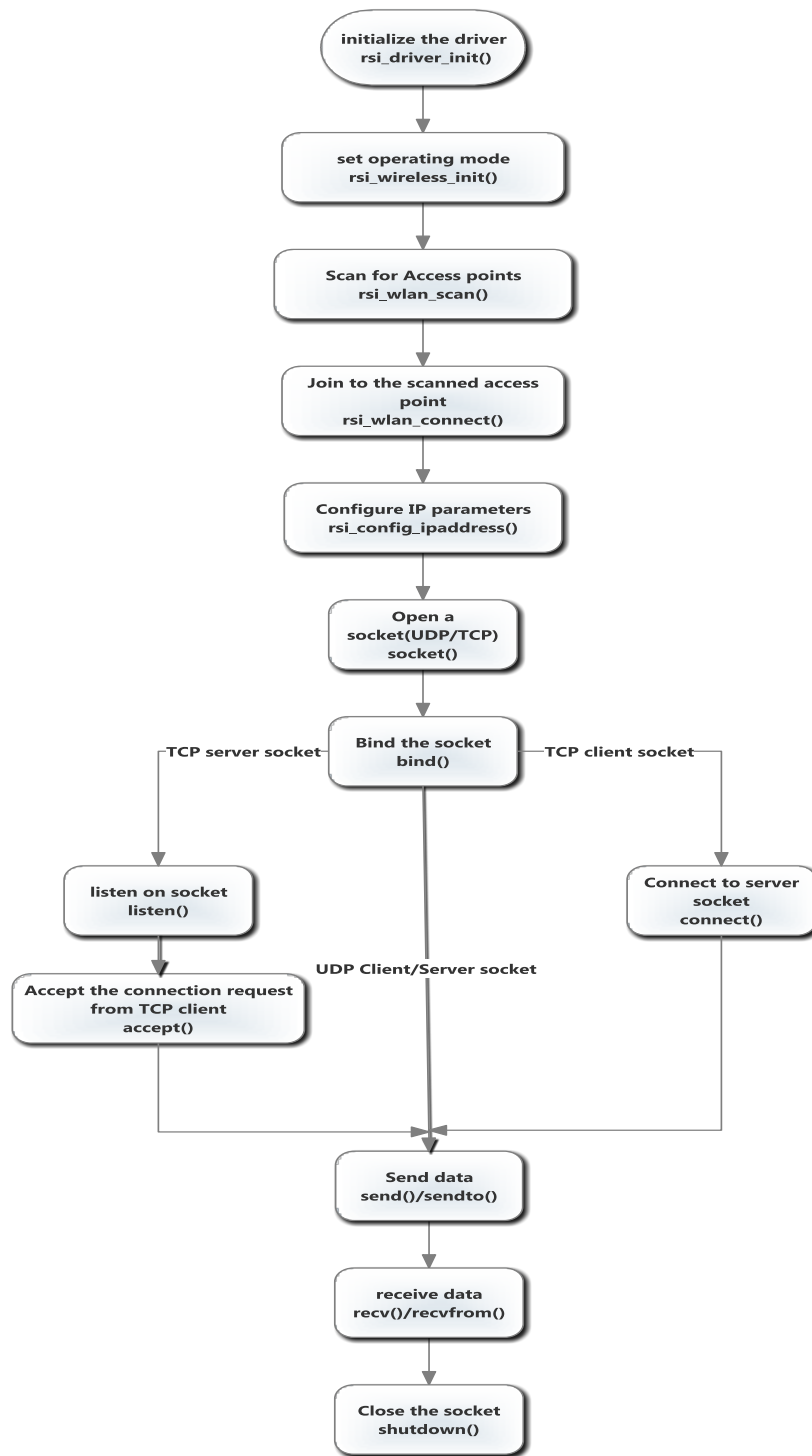 initialize the driver
rsi_driver_init()
set operating mode
rsi_wireless_init()
Scan for Access points
rsi_wlan_scan()
Join to the scanned access
point
rsi_wlan_connect()
Configure IP parameters
rsi_config_ipaddress()
Open a
socket(UDP/TCP)
socket()
Bind the socket
bind()
TCP server socket
TCP client socket
listen on socket
listen()
Connect to server
socket
connect()
UDP Client/Server socket
Accept the connection request
from TCP client
accept()
Send data
send()/sendto()
receive data
recv()/recvfrom()
Close the socket
shutdown()